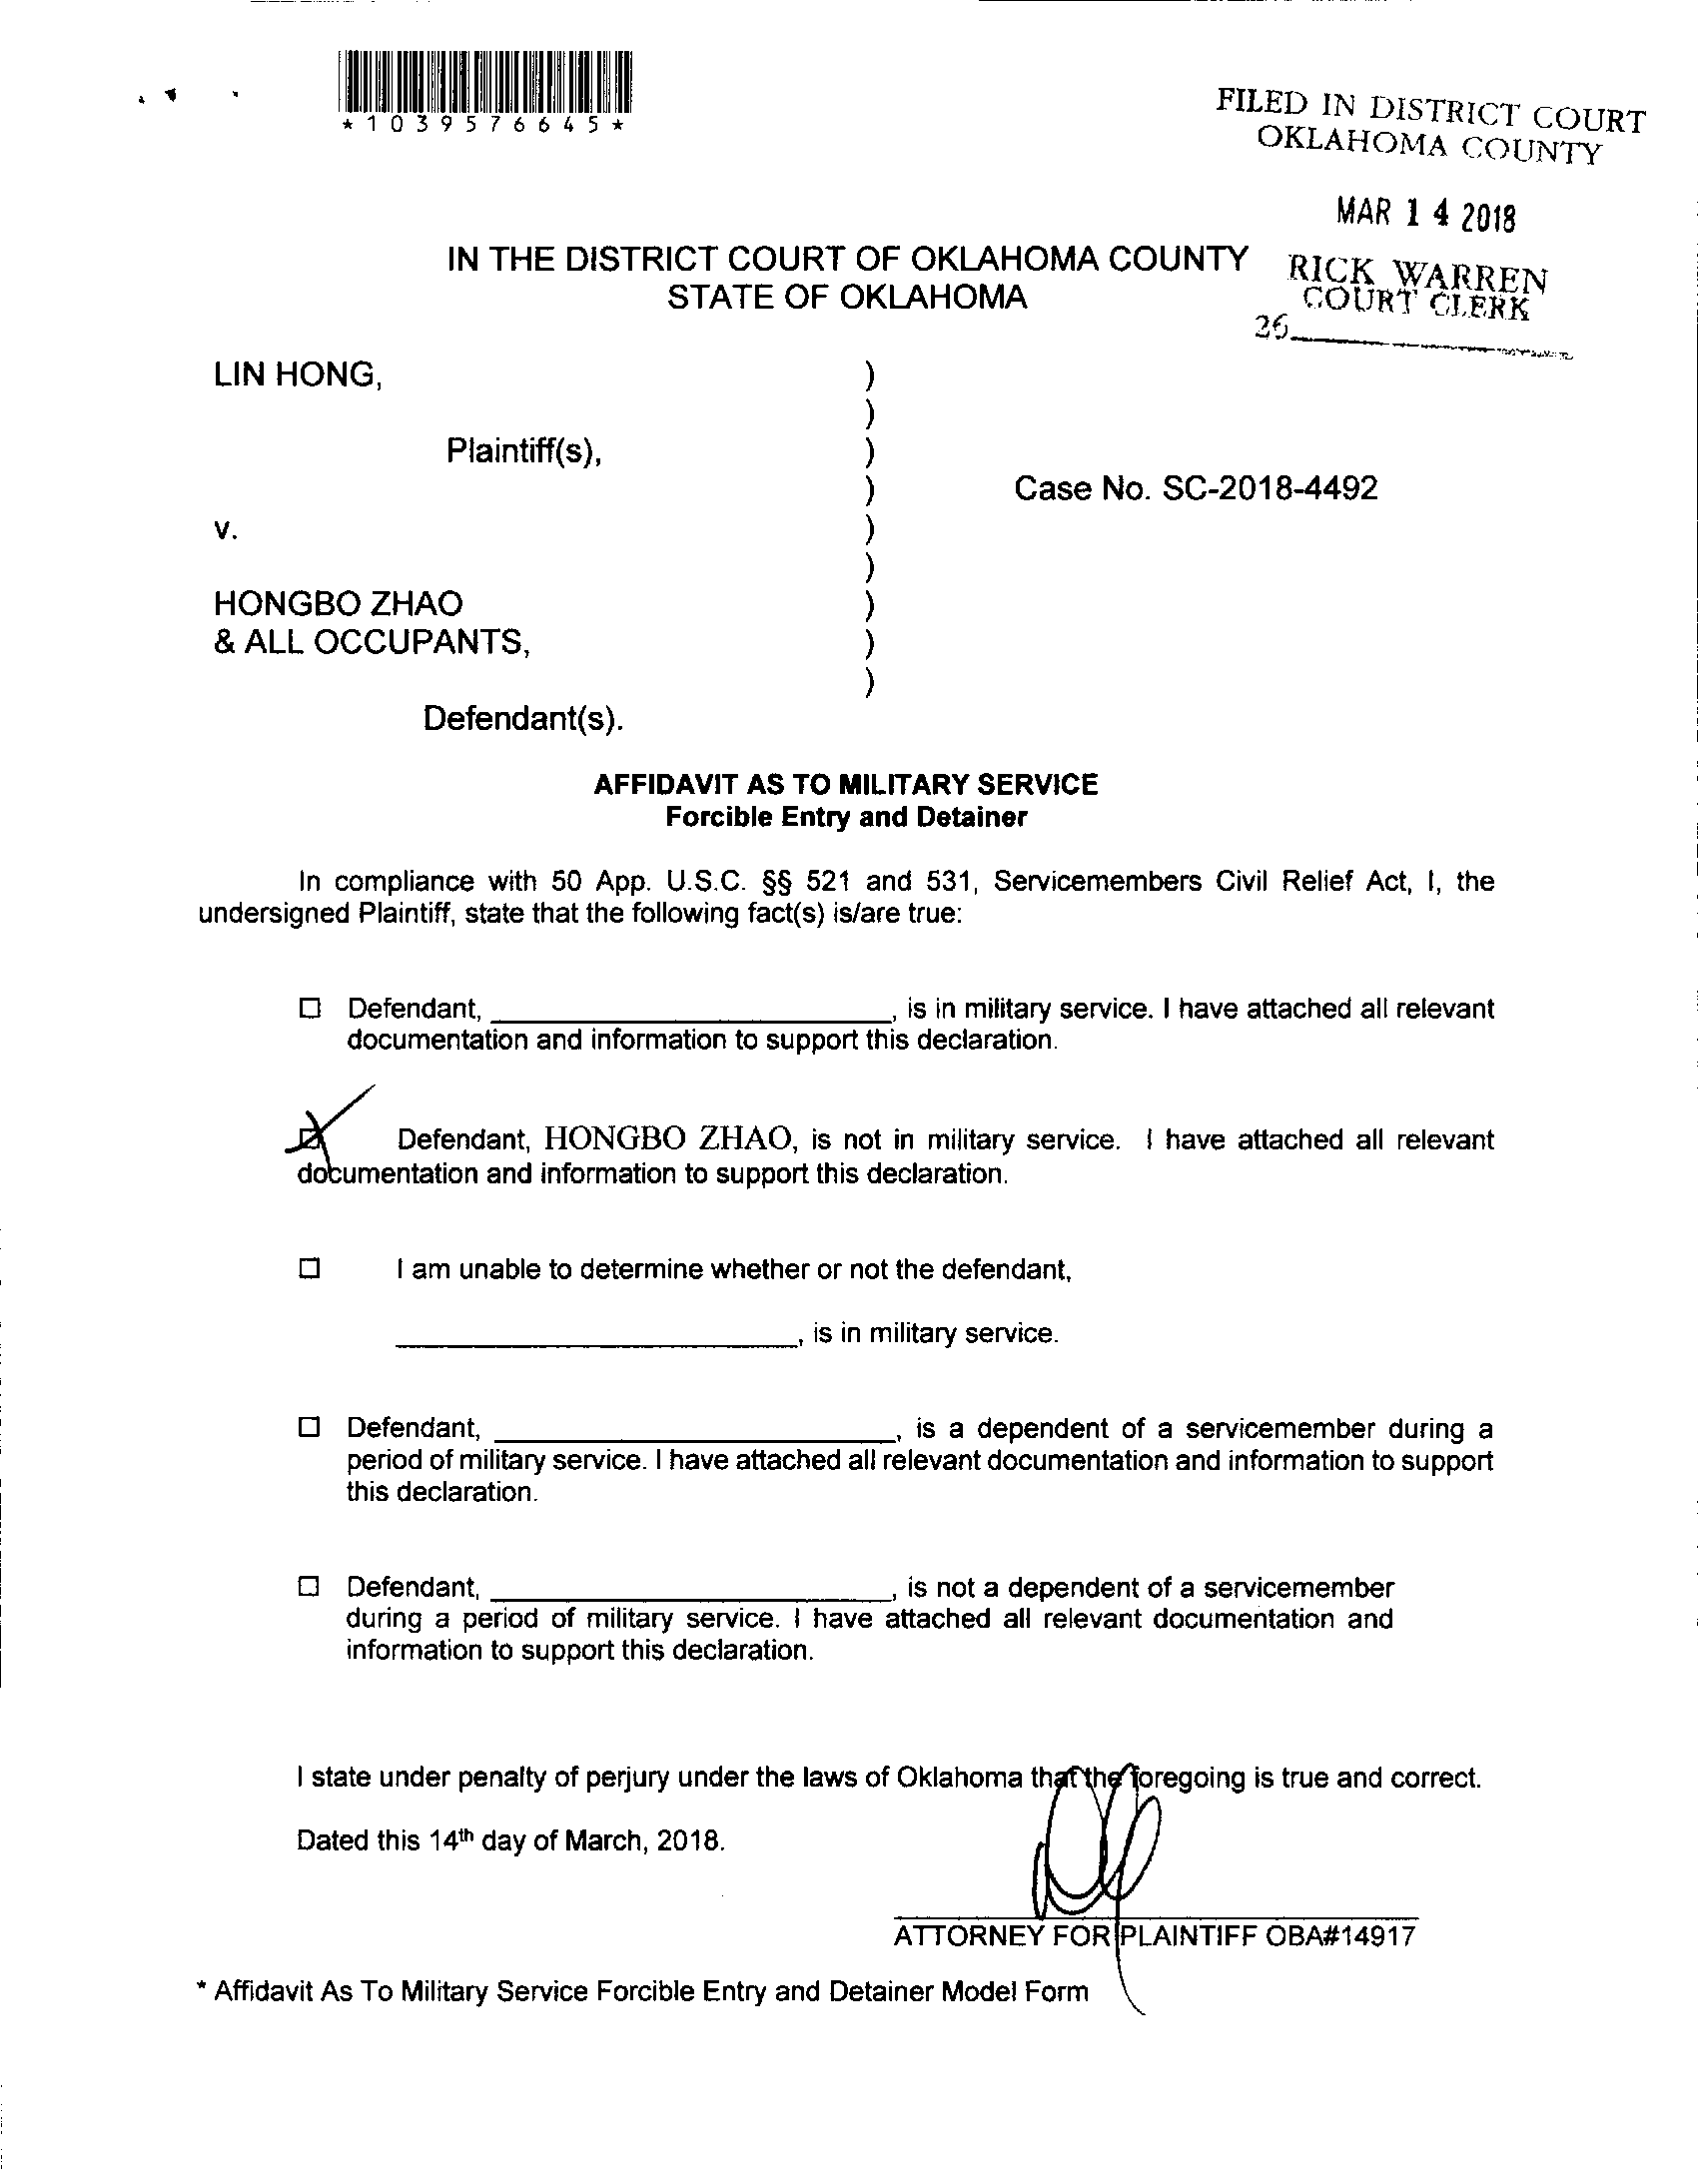 *1039576645*
FILED IN DISTRICT COURT
OKLAHOMA COUNTY
MAR 14 2018
RICK WARREN
COURT CLERK
26
IN THE DISTRICT COURT OF OKLAHOMA COUNTY
STATE OF OKLAHOMA
LIN HONG, )
)
Plaintiff(s), )
) Case No. SC-2018-4492
v. )
)
HONGBO ZHAO )
& ALL OCCUPANTS, )
)
Defendant(s).
AFFIDAVIT AS TO MILITARY SERVICE
Forcible Entry and Detainer
In compliance with 50 App. U.S.C. §§ 521 and 531, Servicemembers Civil Relief Act, I, the
undersigned Plaintiff, state that the following fact(s) is/are true:
☐ Defendant, ____________________, is in military service. I have attached all relevant
documentation and information to support this declaration.
☒ Defendant, HONGBO ZHAO, is not in military service. I have attached all relevant
documentation and information to support this declaration.
☐ I am unable to determine whether or not the defendant,
____________________, is in military service.
☐ Defendant, ____________________, is a dependent of a servicemember during a
period of military service. I have attached all relevant documentation and information to support
this declaration.
☐ Defendant, ____________________, is not a dependent of a servicemember
during a period of military service. I have attached all relevant documentation and
information to support this declaration.
I state under penalty of perjury under the laws of Oklahoma that the foregoing is true and correct.
Dated this 14th day of March, 2018.
ATTORNEY FOR PLAINTIFF OBA#14917
* Affidavit As To Military Service Forcible Entry and Detainer Model Form